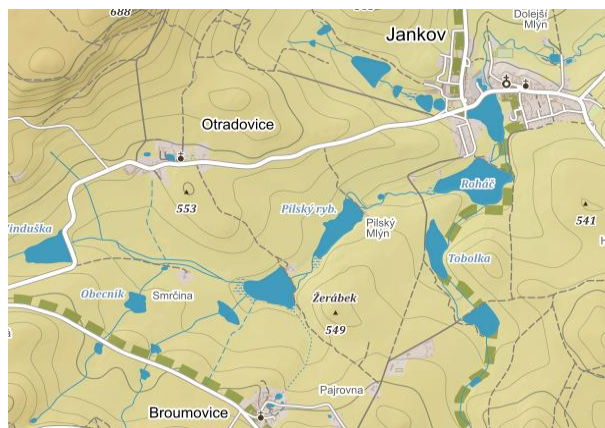 688
Dolejší
Mlýn
Jankov
Otradovice
Roháč
553
Pilský ryb.
Pilský
Mlýn
541
Tobolka
Obecník
Smrčina
Žerábek
549
Pajrovna
Broumovice